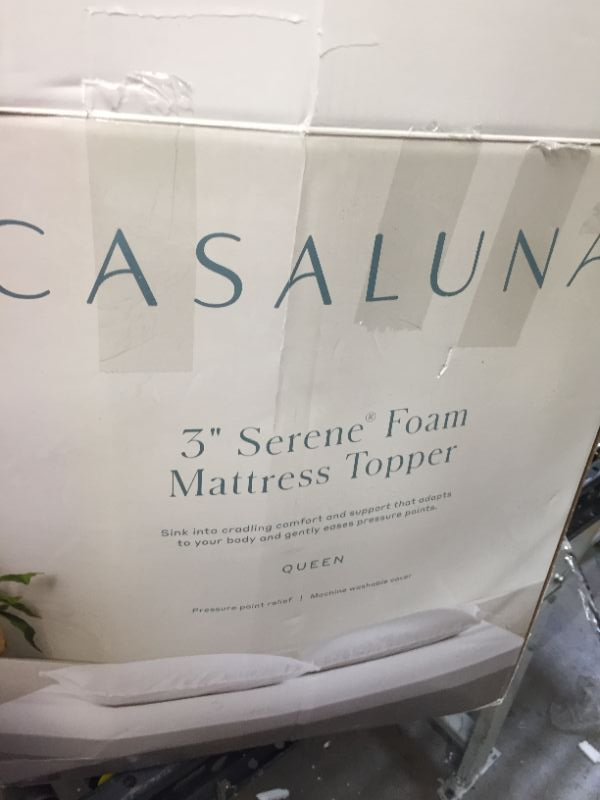 CASALUNA
3" Serene® Foam
Mattress Topper
Sink into cradling comfort and support that adapts
to your body and gently eases pressure points.
QUEEN
Pressure point relief | Machine washable cover